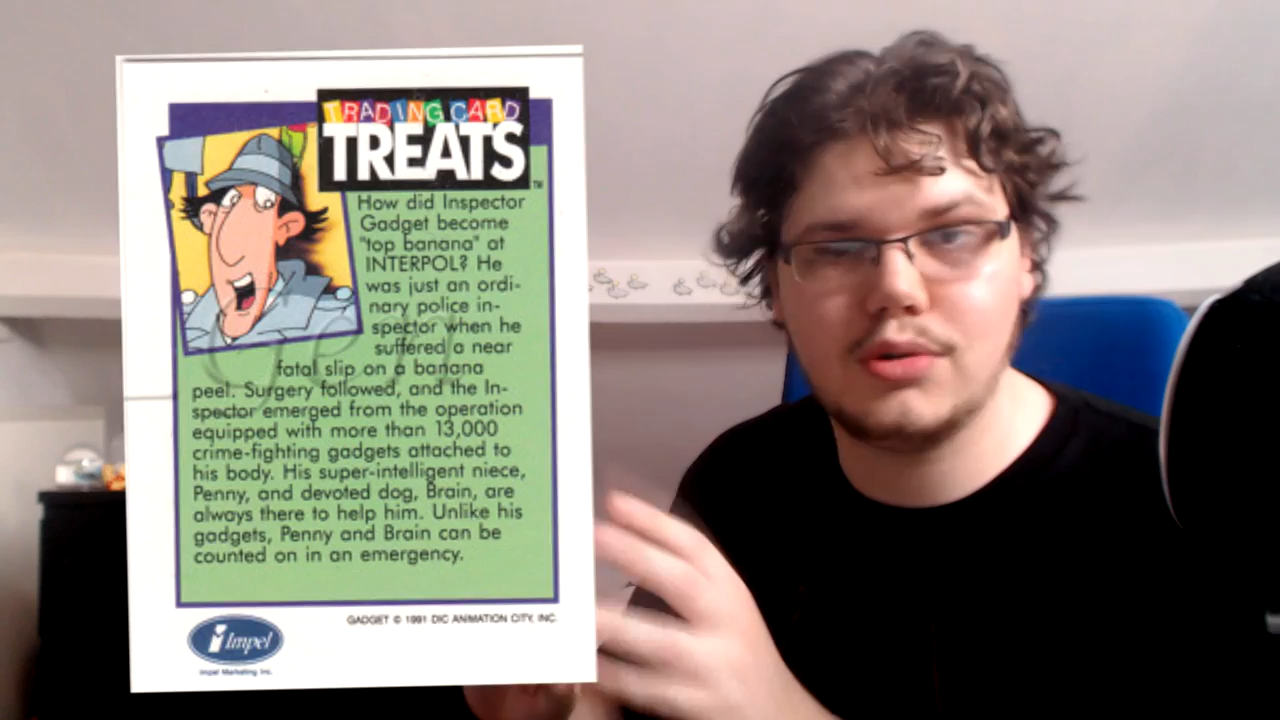 TRADING CARD
TREATS
TM
How did Inspector
Gadget become
"top banana" at
INTERPOL? He
was just an ordi-
nary police in-
spector when he
suffered a near
fatal slip on a banana
peel. Surgery followed, and the In-
spector emerged from the operation
equipped with more than 13,000
crime-fighting gadgets attached to
his body. His super-intelligent niece,
Penny, and devoted dog, Brain, are
always there to help him. Unlike his
gadgets, Penny and Brain can be
counted on in an emergency.
GADGET © 1991 DIC ANIMATION CITY, INC.
i Impel
Impel Marketing Inc.